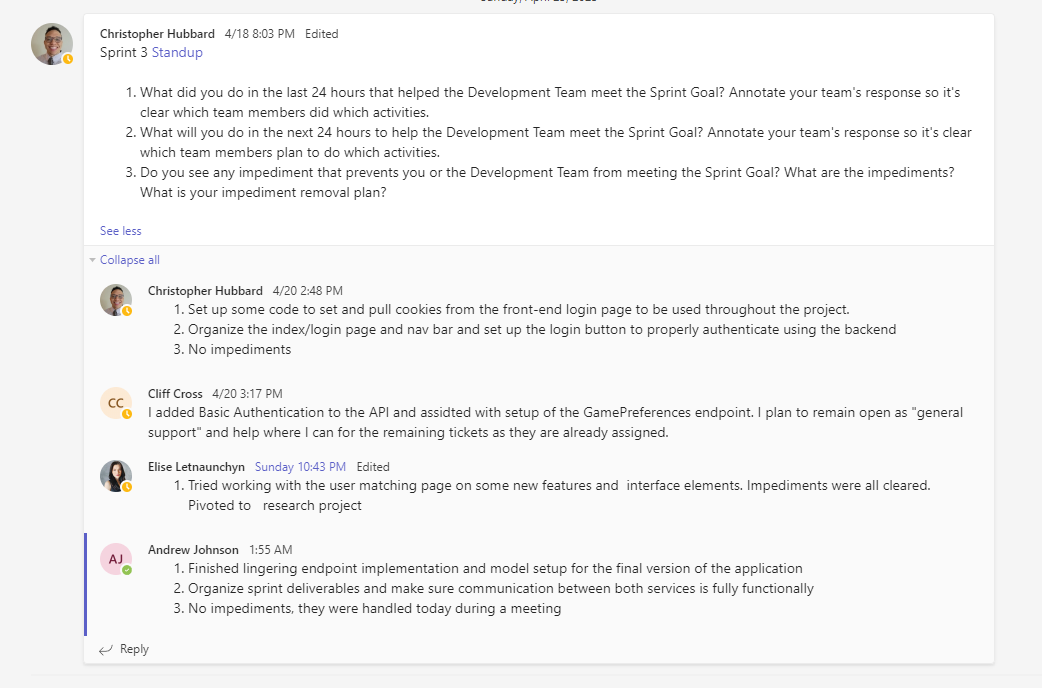 Christopher Hubbard 4/18 8:03 PM Edited
Sprint 3 Standup
1. What did you do in the last 24 hours that helped the Development Team meet the Sprint Goal? Annotate your team's response so it's
clear which team members did which activities.
2. What will you do in the next 24 hours to help the Development Team meet the Sprint Goal? Annotate your team's response so it's clear
which team members plan to do which activities.
3. Do you see any impediment that prevents you or the Development Team from meeting the Sprint Goal? What are the impediments?
What is your impediment removal plan?
See less
Collapse all
Christopher Hubbard 4/20 2:48 PM
1. Set up some code to set and pull cookies from the front-end login page to be used throughout the project.
2. Organize the index/login page and nav bar and set up the login button to properly authenticate using the backend
3. No impediments
CC
Cliff Cross 4/20 3:17 PM
I added Basic Authentication to the API and assidted with setup of the GamePreferences endpoint. I plan to remain open as "general
support" and help where I can for the remaining tickets as they are already assigned.
Elise Letnaunchyn Sunday 10:43 PM Edited
1. Tried working with the user matching page on some new features and interface elements. Impediments were all cleared.
Pivoted to research project
AJ
Andrew Johnson 1:55 AM
1. Finished lingering endpoint implementation and model setup for the final version of the application
2. Organize sprint deliverables and make sure communication between both services is fully functionally
3. No impediments, they were handled today during a meeting
Reply